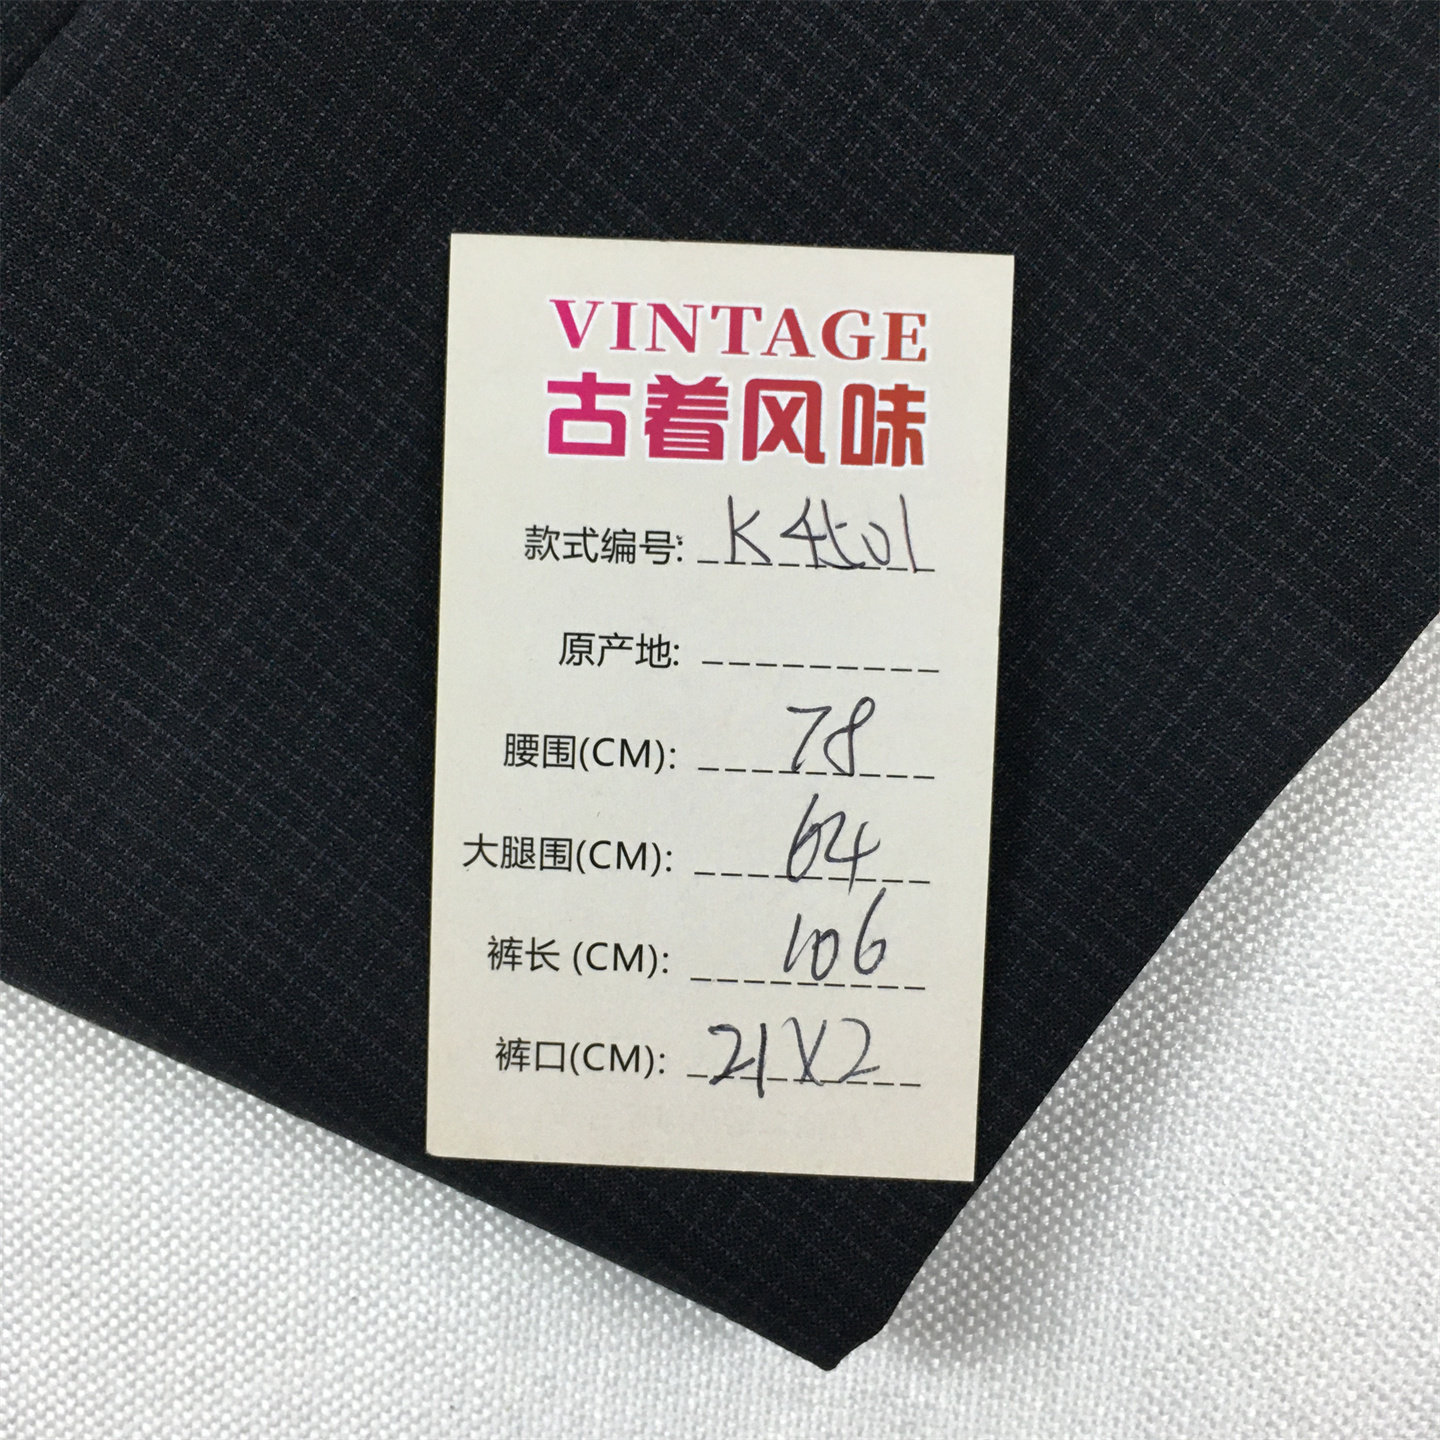 VINTAGE
古着风味
款式编号: K4501
原产地:
腰围(CM): 78
大腿围(CM): 64
裤长 (CM): 106
裤口(CM): 21X2